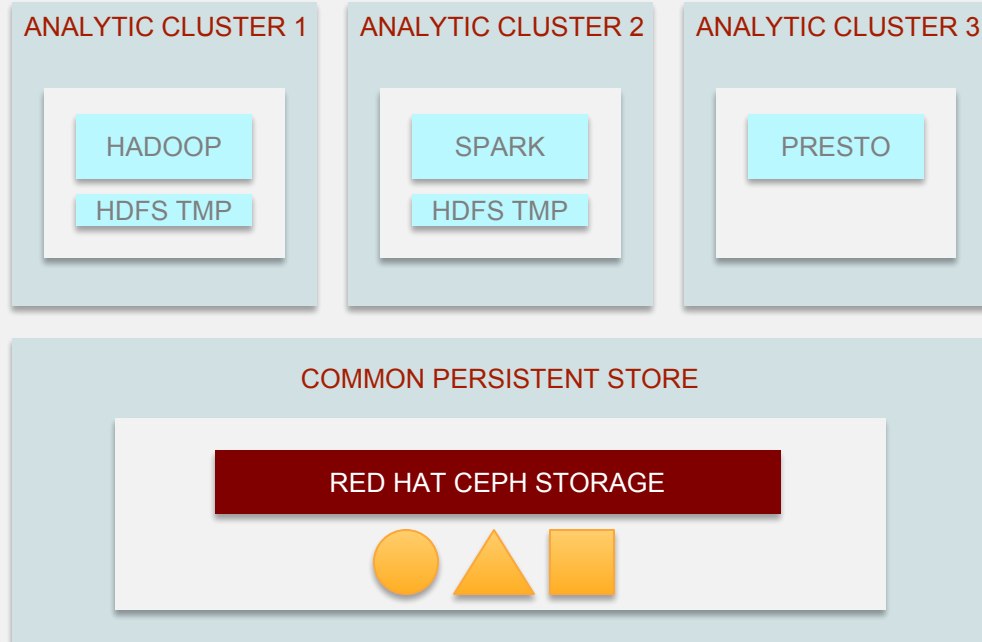 ANALYTIC CLUSTER 1
HADOOP
HDFS TMP
ANALYTIC CLUSTER 2
SPARK
HDFS TMP
ANALYTIC CLUSTER 3
PRESTO
COMMON PERSISTENT STORE
RED HAT CEPH STORAGE